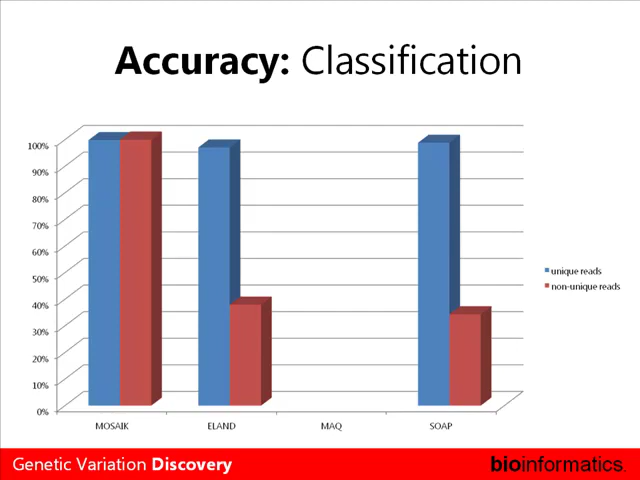 Accuracy: Classification
100%
90%
80%
70%
60%
50%
40%
30%
20%
10%
0%
MOSAIK ELAND MAQ SOAP
unique reads
non-unique reads
Genetic Variation Discovery
bioinformatics.